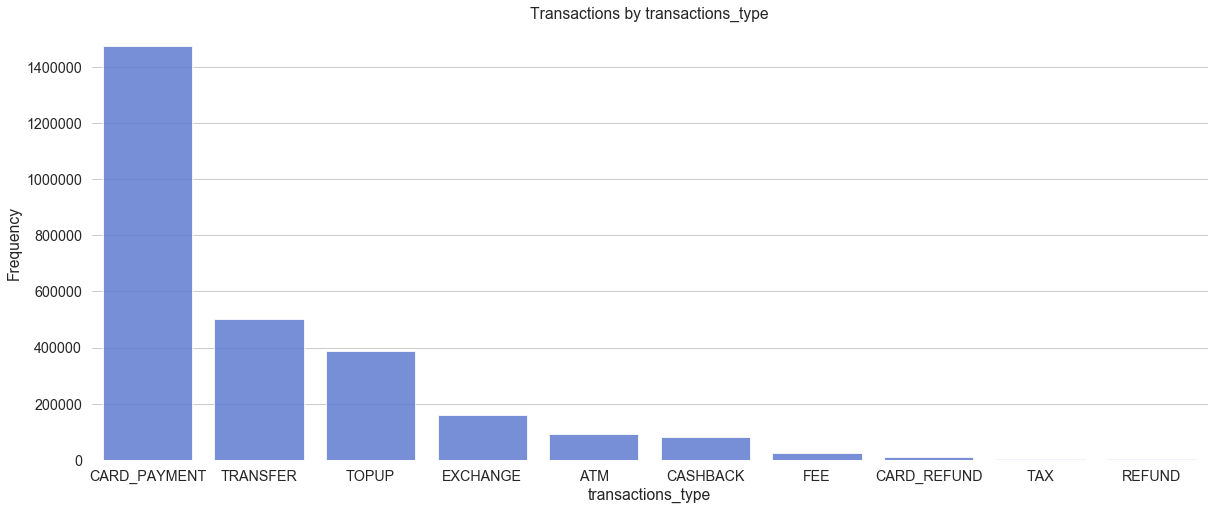 Transactions by transactions_type
Frequency
1400000
1200000
1000000
800000
600000
400000
200000
0
CARD_PAYMENT TRANSFER TOPUP EXCHANGE ATM CASHBACK FEE CARD_REFUND TAX REFUND
transactions_type